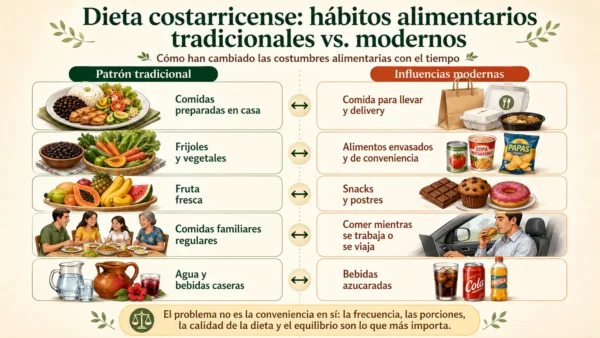 Dieta costarricense: hábitos alimentarios
tradicionales vs. modernos
Cómo han cambiado las costumbres alimentarias con el tiempo
Patrón tradicional
Influencias modernas
Comidas
preparadas en casa
Comida para llevar
y delivery
Frijoles
y vegetales
Alimentos envasados
y de conveniencia
PAPAS
Fruta
fresca
Snacks
y postres
Comidas familiares
regulares
Comer mientras
se trabaja o
se viaja
Agua y
bebidas caseras
Bebidas
azucaradas
Cola
El problema no es la conveniencia en sí: la frecuencia, las porciones,
la calidad de la dieta y el equilibrio son lo que más importa.